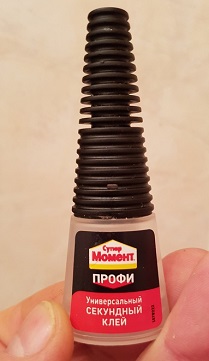 Супер
Момент
ПРОФИ
Универсальный
СЕКУНДНЫЙ
КЛЕЙ